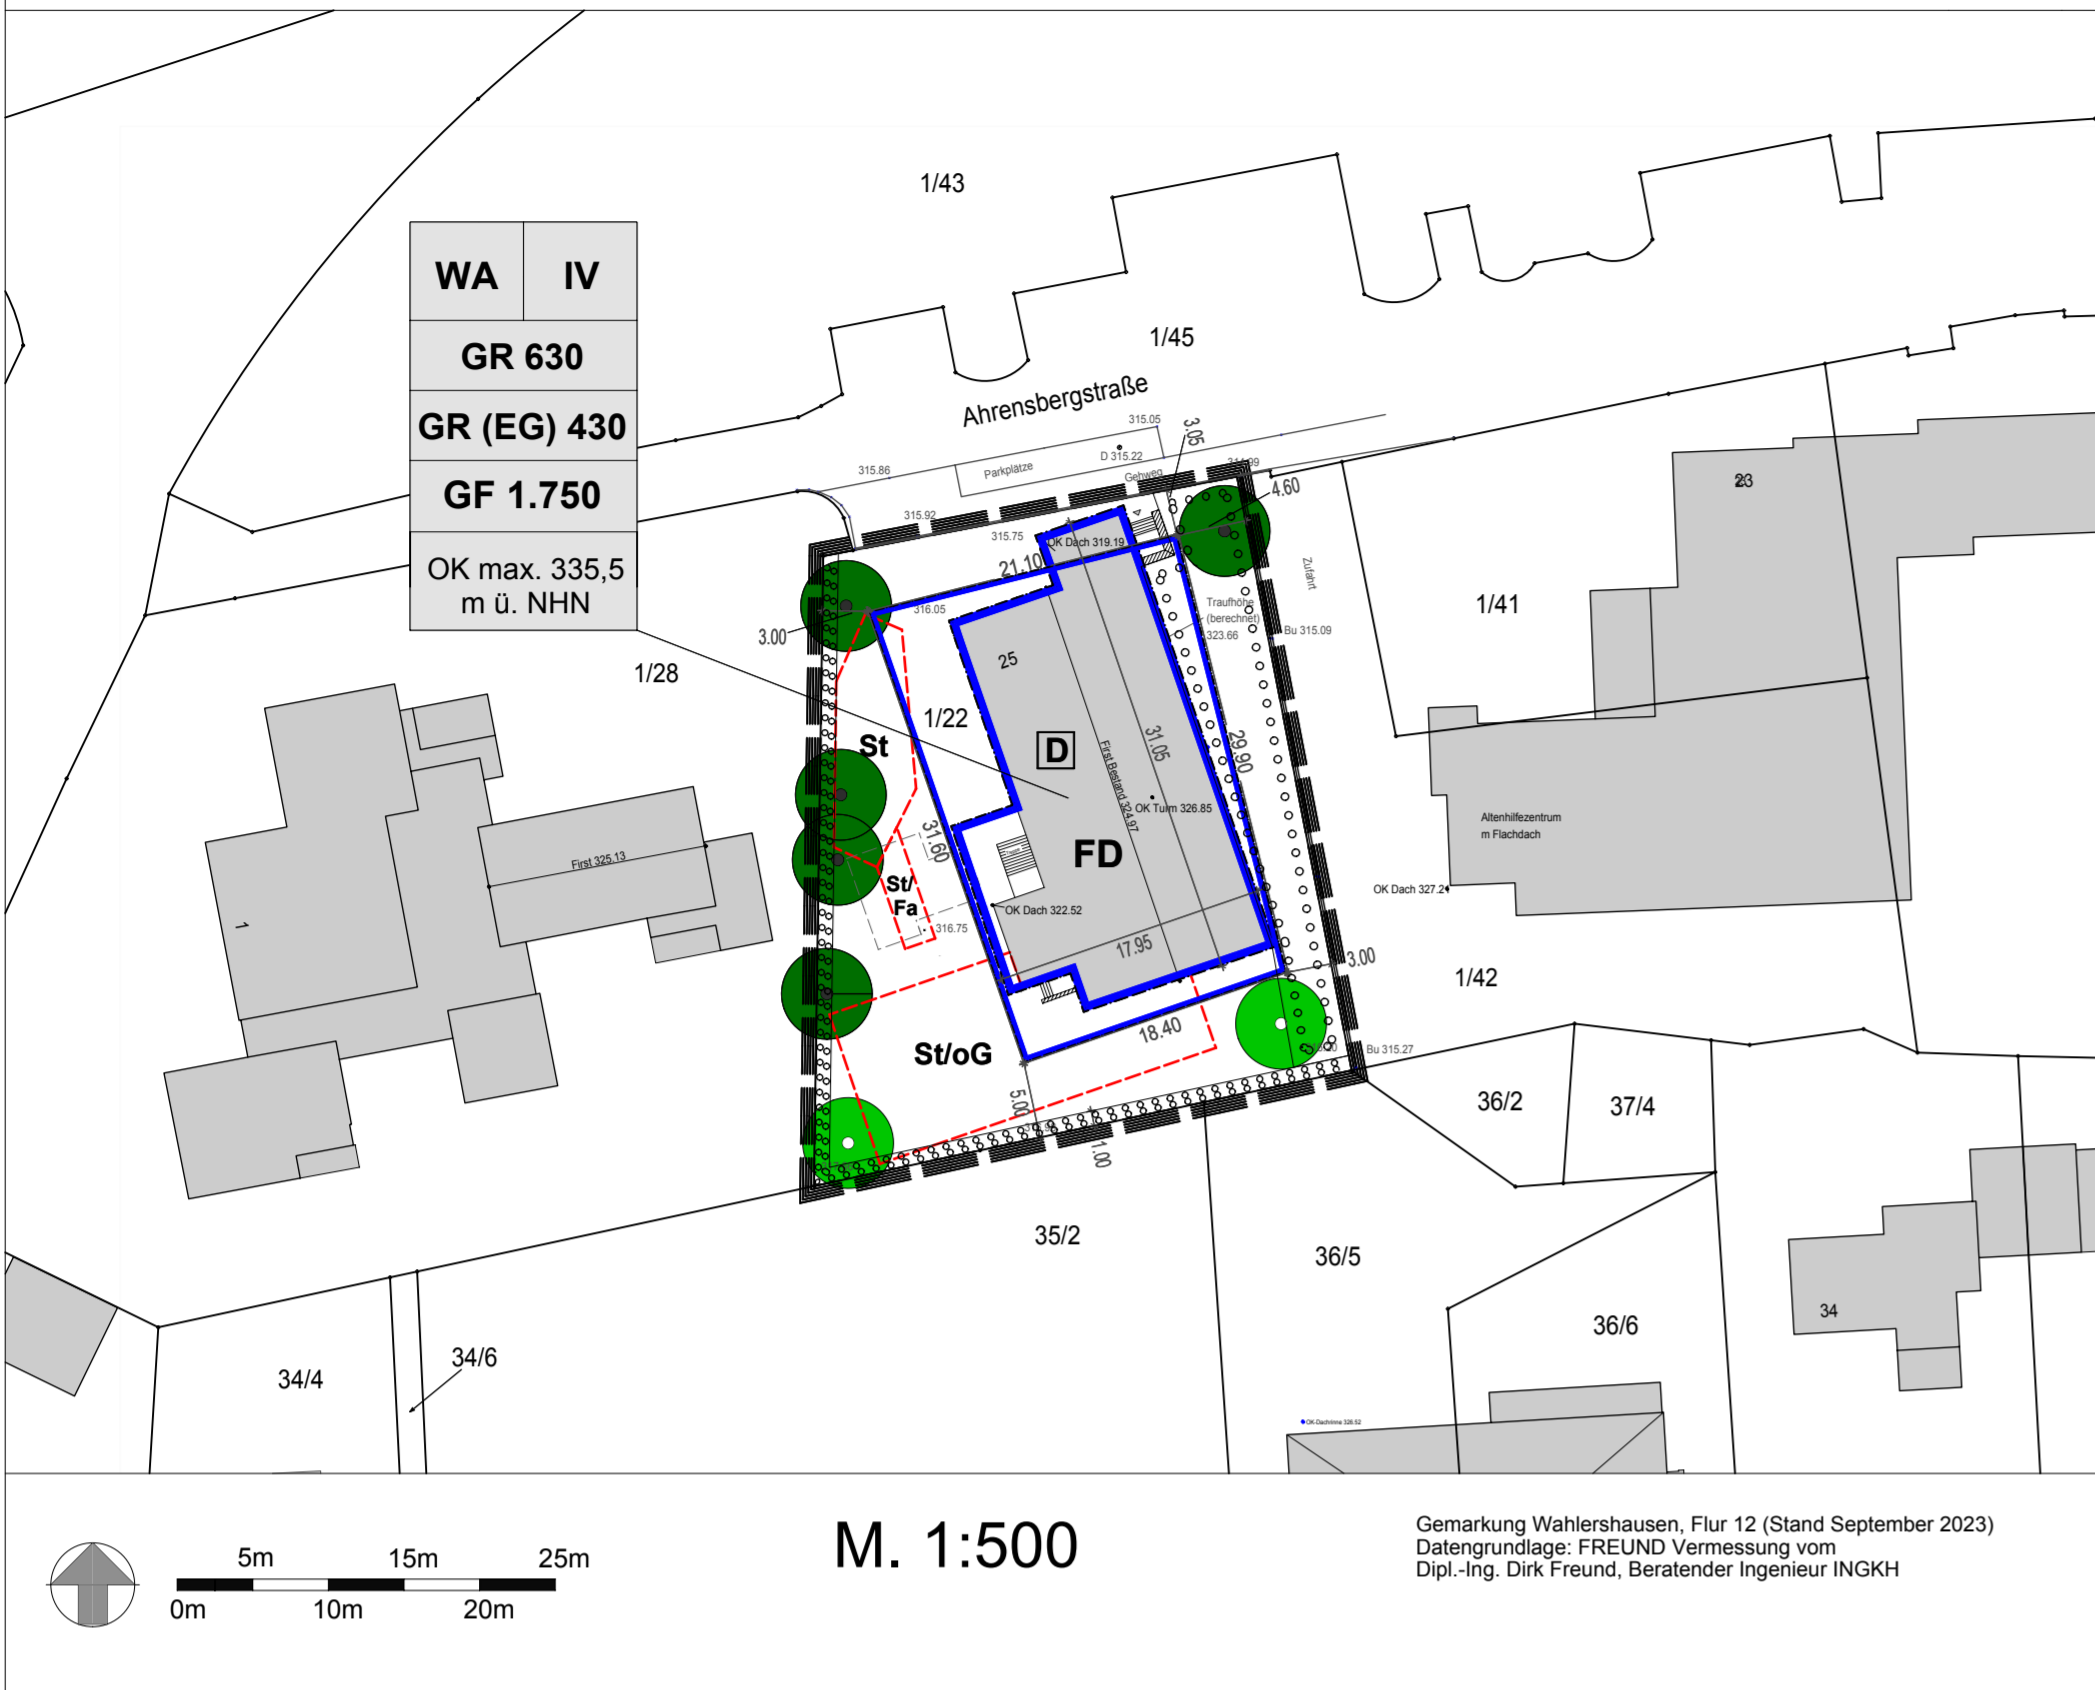 1/43
WA
IV
GR 630
GR (EG) 430
GF 1.750
OK max. 335,5
m ü. NHN
1/45
Ahrensbergstraße
315.05
3.05
D 315.22
Parkplätze
315.86
Gehweg
4.60
23
315.92
315.75
OK Dach 319.19
21.10
Zufahrt
316.05
Traufhöhe
(berechnet)
323.66
1/41
3.00
Bu 315.09
25
1/28
1/22
St
D
31.05
29.90
First Bestand 324.97
OK Turm 326.85
31.60
FD
Altenhilfezentrum
m Flachdach
First 325.13
St/
Fa
OK Dach 322.52
OK Dach 327.24
1
316.75
17.95
3.00
1/42
18.40
St/oG
Bu 315.27
5.00
1.00
36/2
37/4
35/2
36/5
36/6
34
34/4
34/6
OK-Dachrinne 326.52
5m
15m
25m
0m
10m
20m
M. 1:500
Gemarkung Wahlershausen, Flur 12 (Stand September 2023)
Datengrundlage: FREUND Vermessung vom
Dipl.-Ing. Dirk Freund, Beratender Ingenieur INGKH